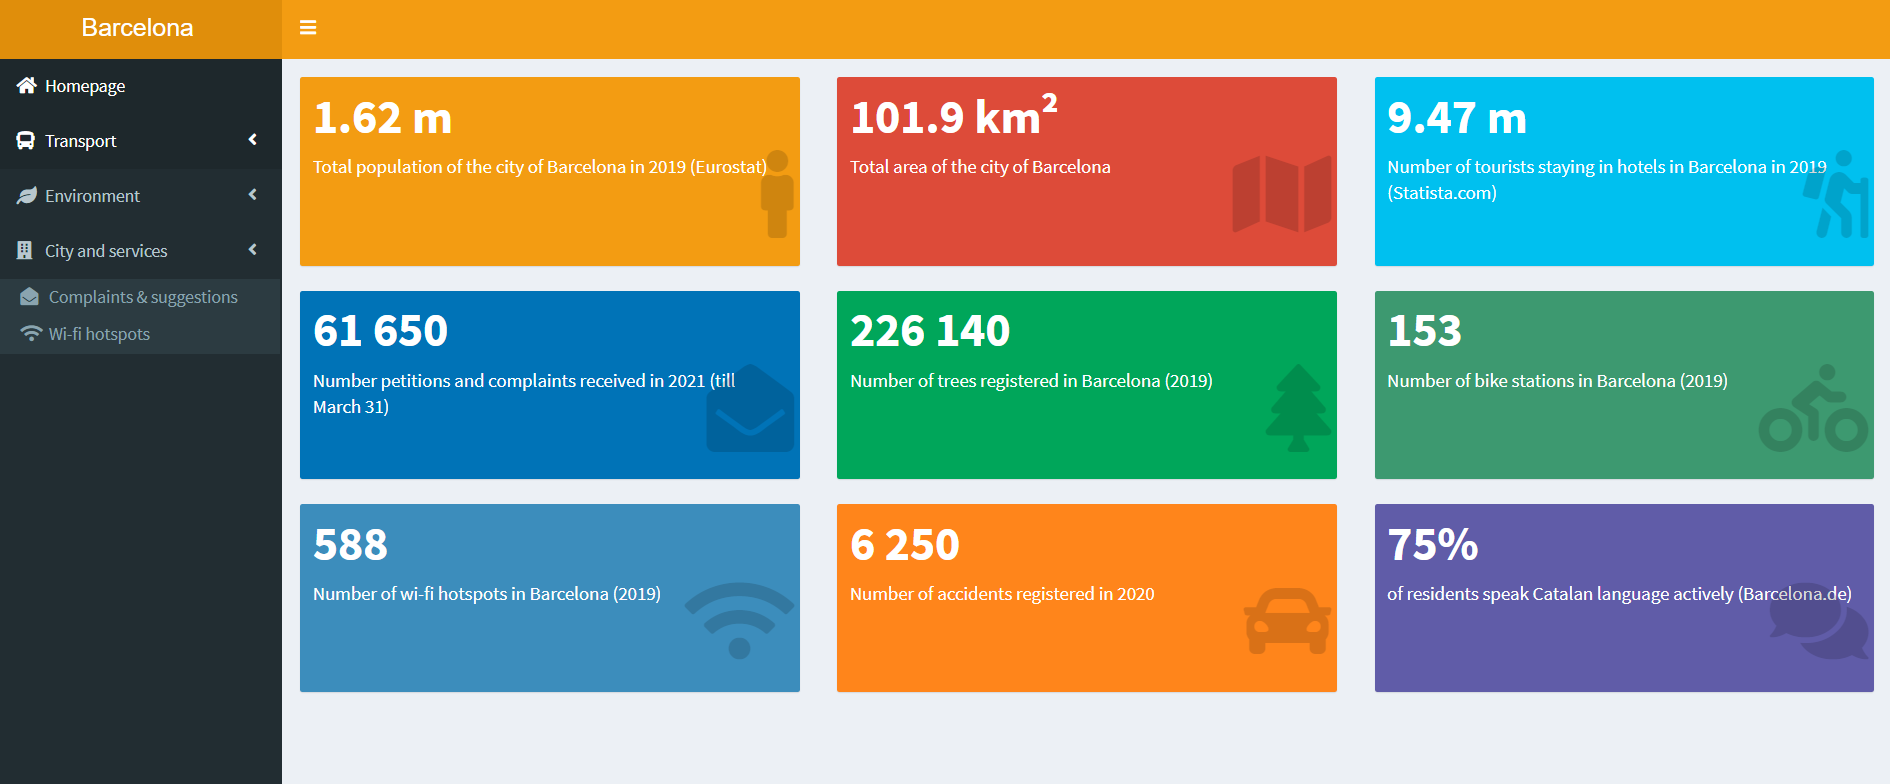 Barcelona
Homepage
Transport
Environment
City and services
Complaints & suggestions
Wi-fi hotspots
1.62 m
Total population of the city of Barcelona in 2019 (Eurostat)
101.9 km²
Total area of the city of Barcelona
9.47 m
Number of tourists staying in hotels in Barcelona in 2019
(Statista.com)
61 650
Number petitions and complaints received in 2021 (till
March 31)
226 140
Number of trees registered in Barcelona (2019)
153
Number of bike stations in Barcelona (2019)
588
Number of wi-fi hotspots in Barcelona (2019)
6 250
Number of accidents registered in 2020
75%
of residents speak Catalan language actively (Barcelona.de)